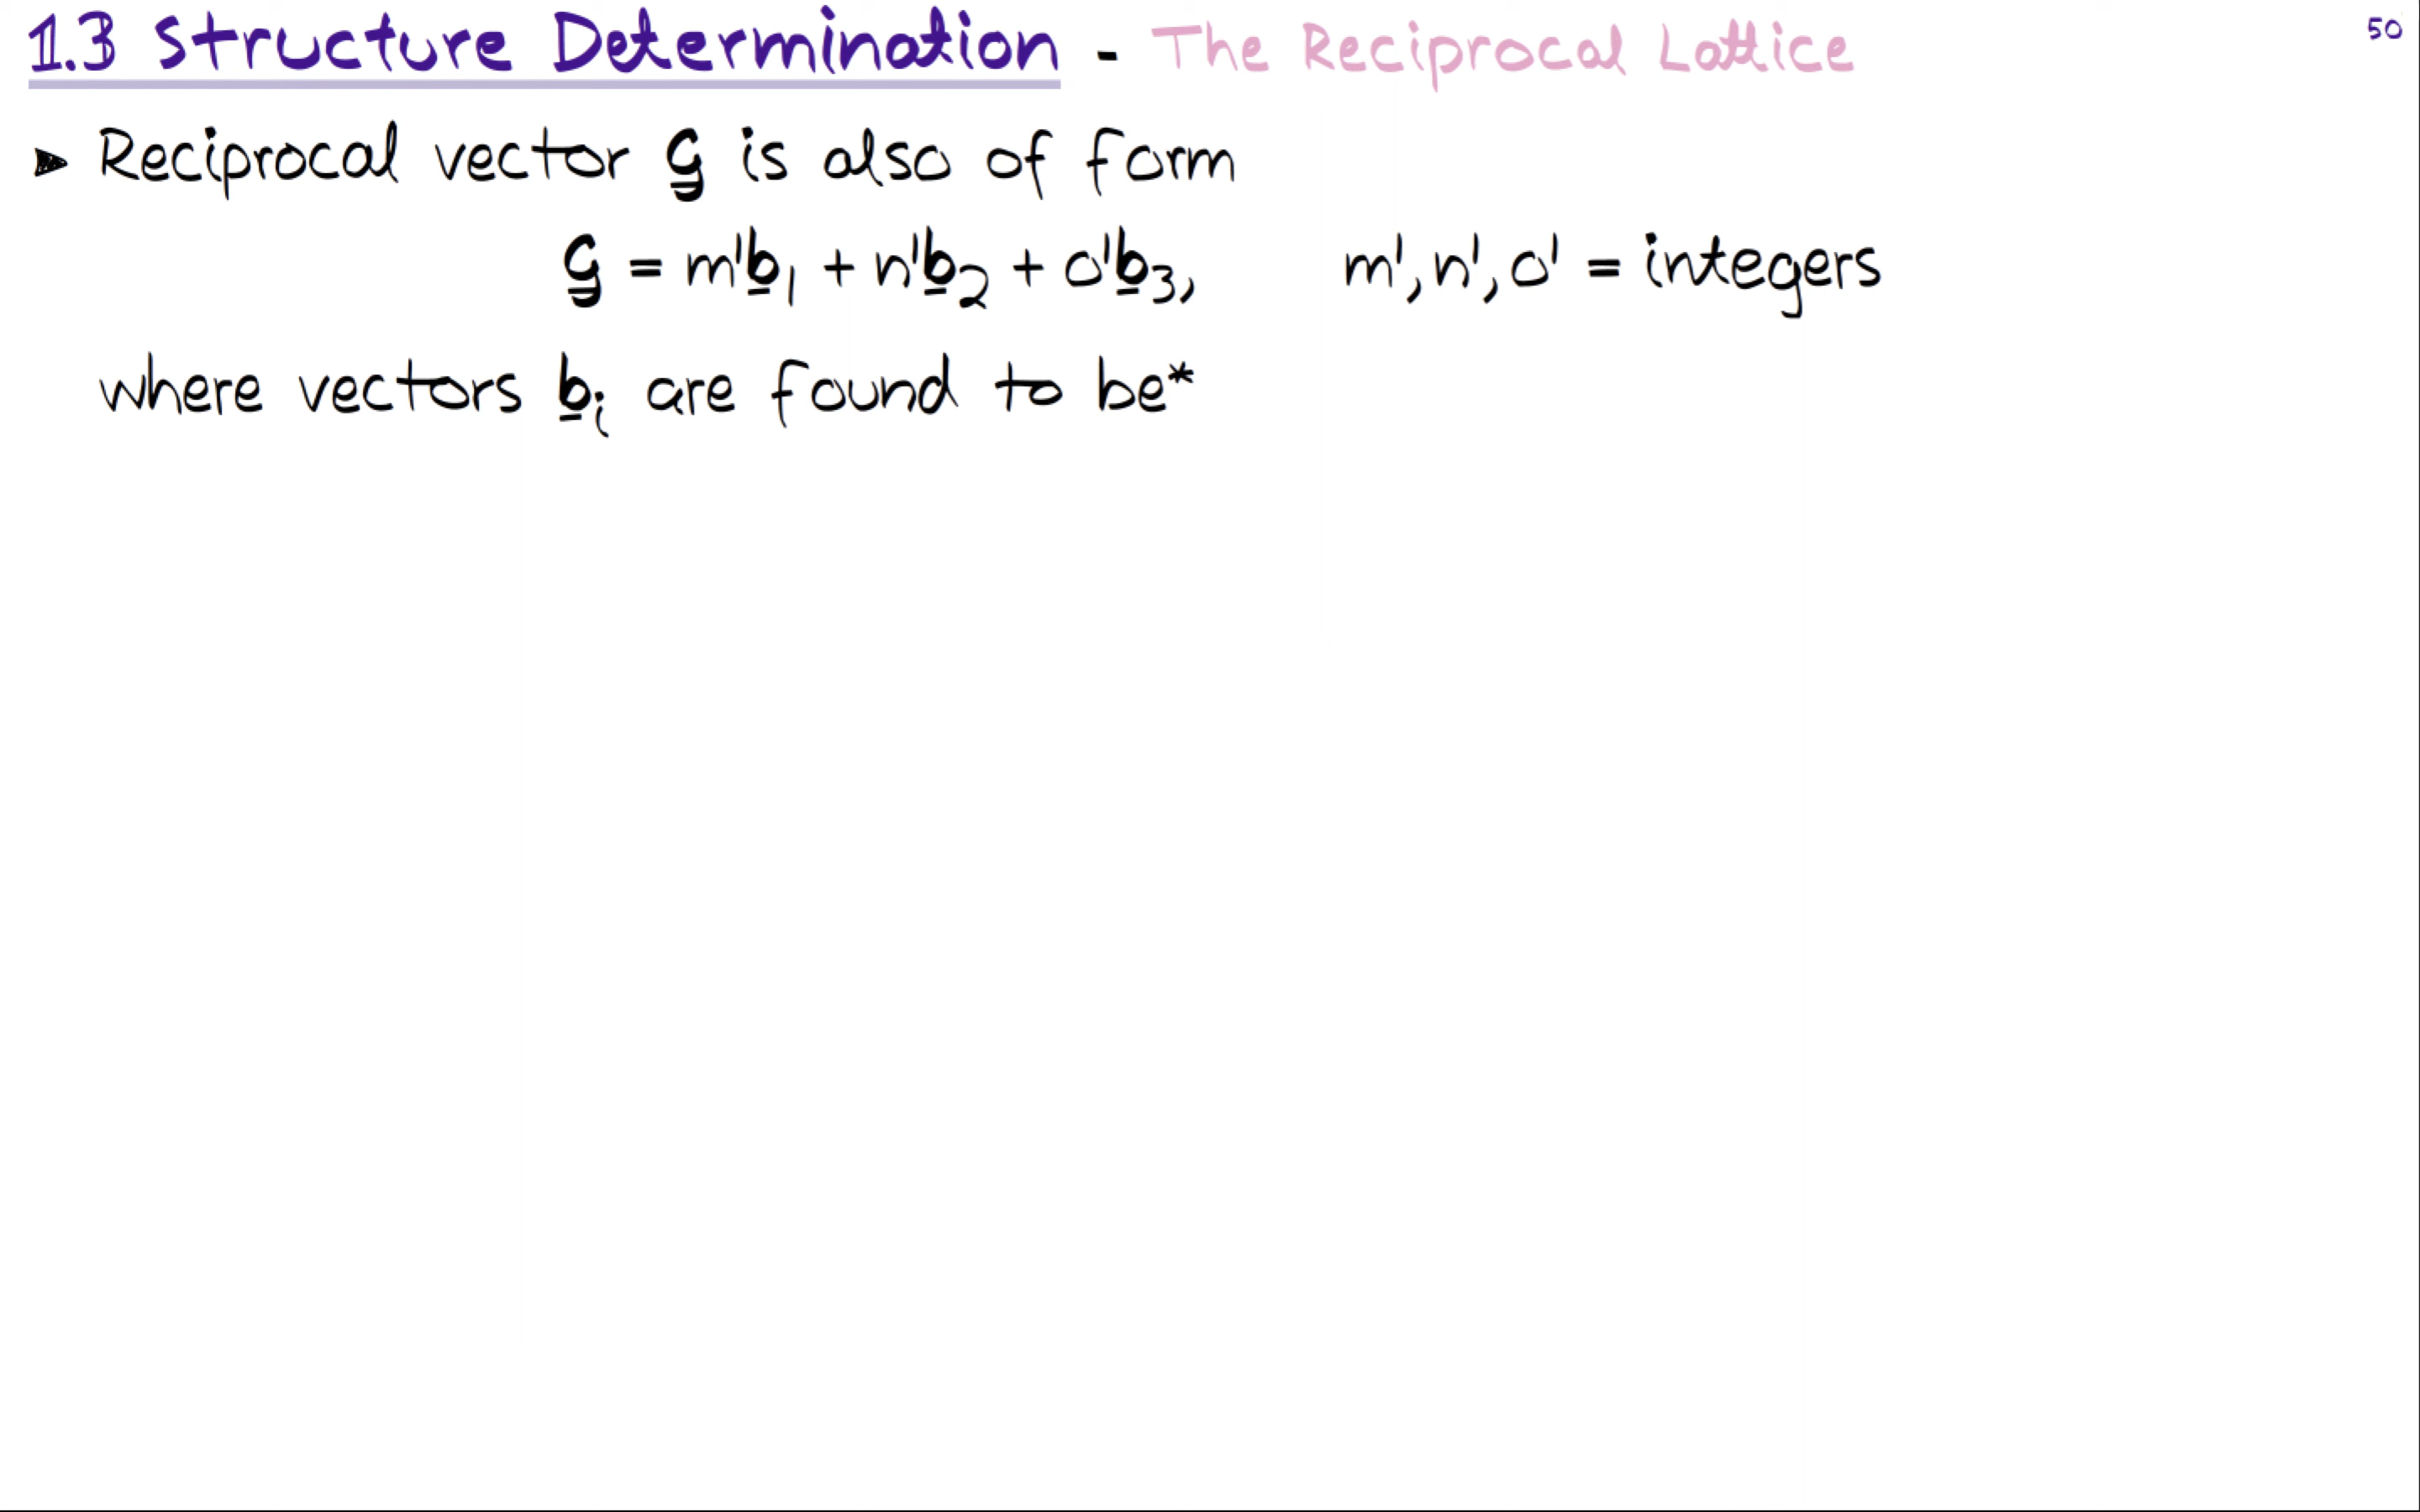 1.3 Structure Determination - The Reciprocal Lattice
50
▸ Reciprocal vector G is also of form
G = m'b₁ + n'b₂ + o'b₃,    m', n', o' = integers
where vectors bᵢ are found to be*